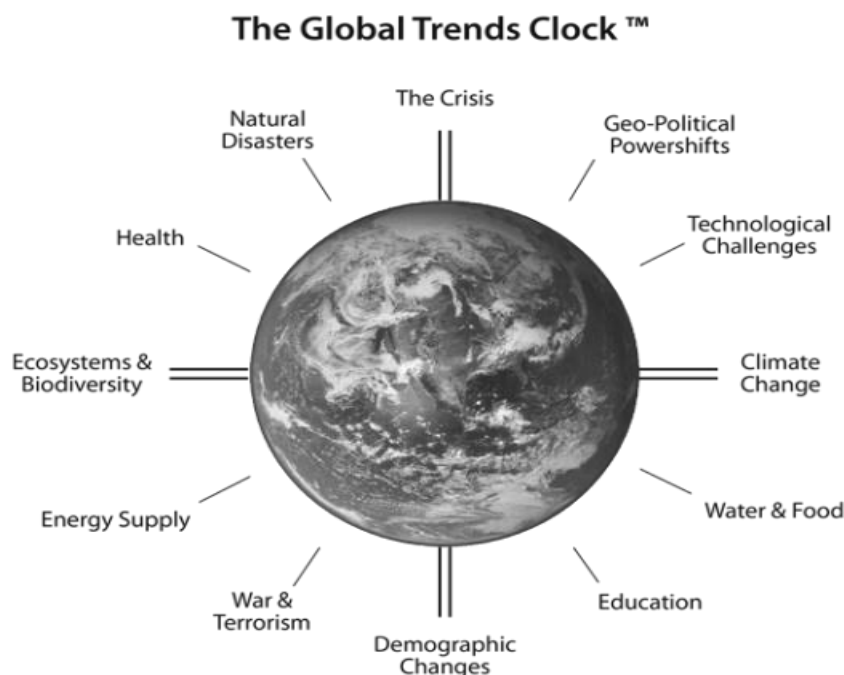 The Global Trends Clock ™
The Crisis
Geo-Political
Powershifts
Technological
Challenges
Climate
Change
Water & Food
Education
Demographic
Changes
War &
Terrorism
Energy Supply
Ecosystems &
Biodiversity
Health
Natural
Disasters